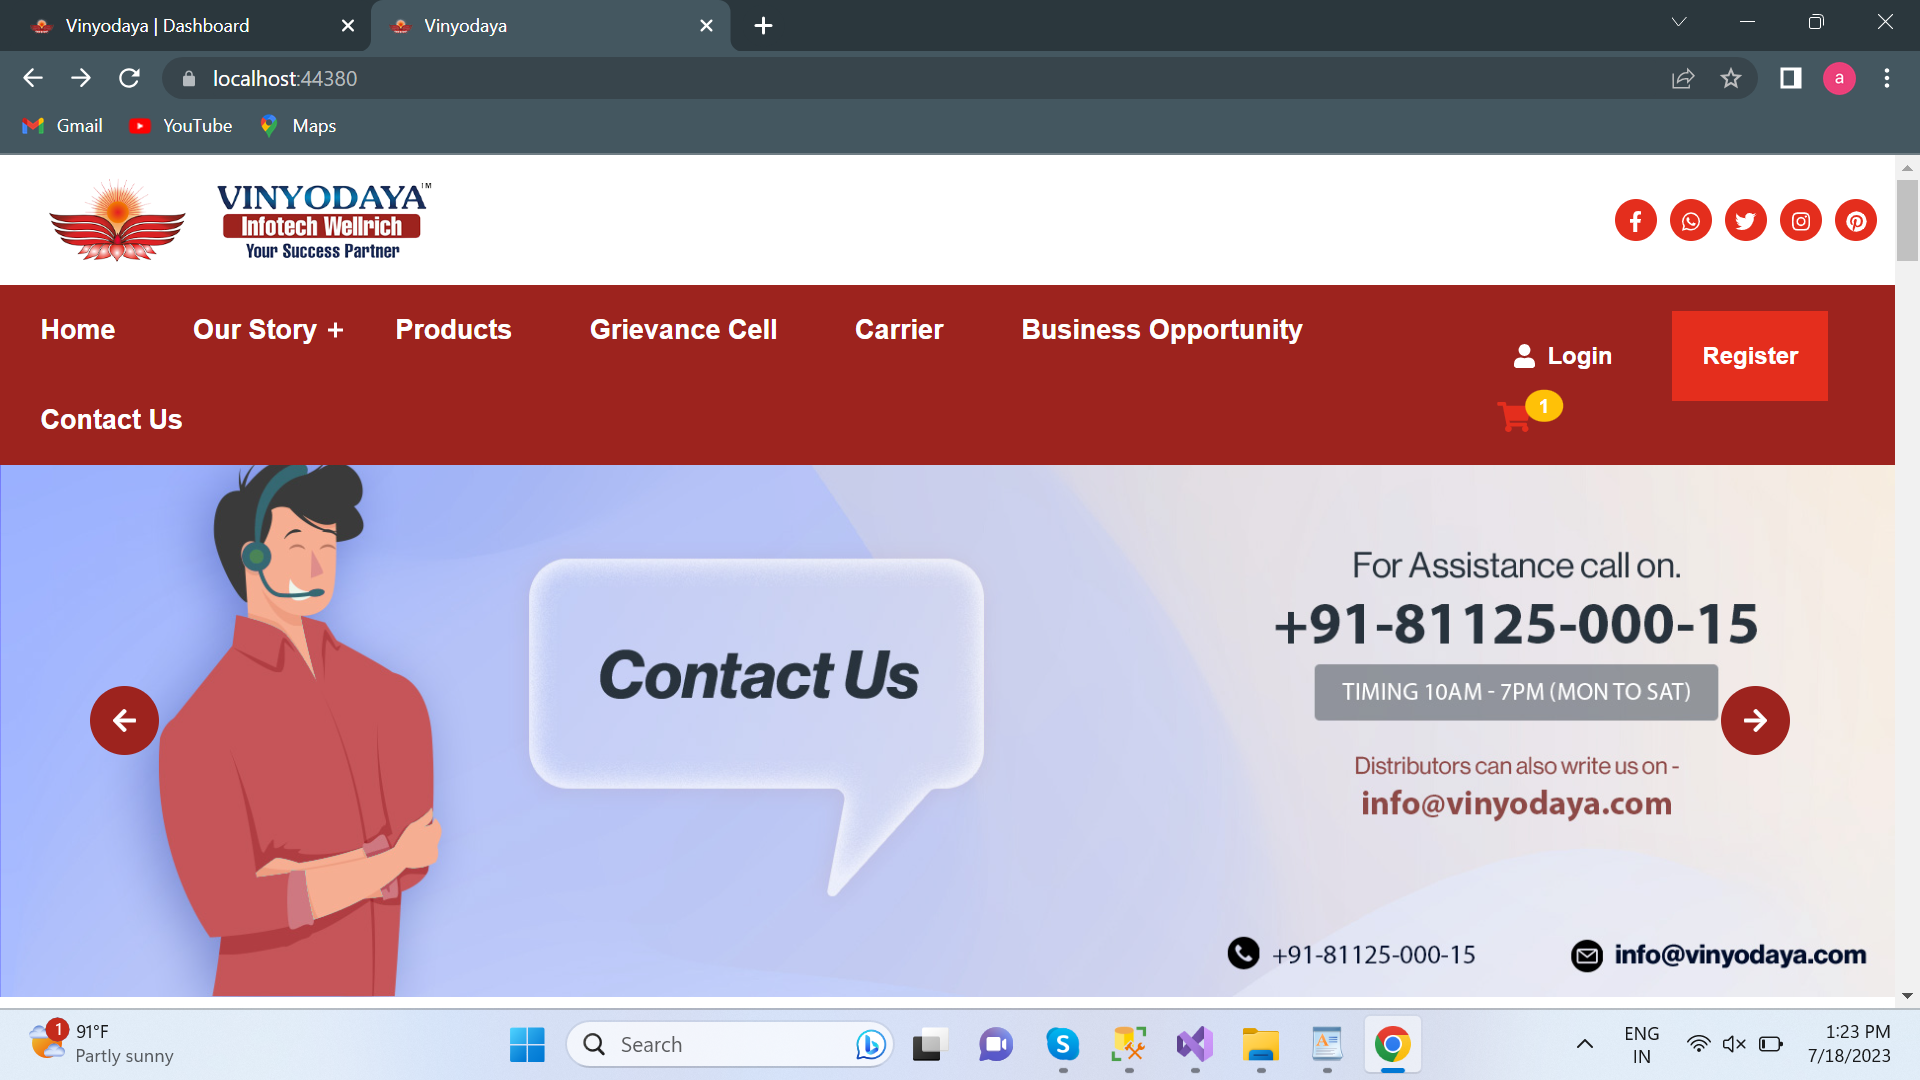 Vinyodaya | Dashboard
Vinyodaya
localhost:44380
a
Gmail
YouTube
Maps
VINYODAYA™
Infotech Wellrich
Your Success Partner
Home
Our Story +
Products
Grievance Cell
Carrier
Business Opportunity
Login
Register
1
Contact Us
Contact Us
For Assistance call on.
+91-81125-000-15
TIMING 10AM - 7PM (MON TO SAT)
Distributors can also write us on -
info@vinyodaya.com
+91-81125-000-15
info@vinyodaya.com
1
91°F
Partly sunny
Search
S
ENG
IN
1:23 PM
7/18/2023